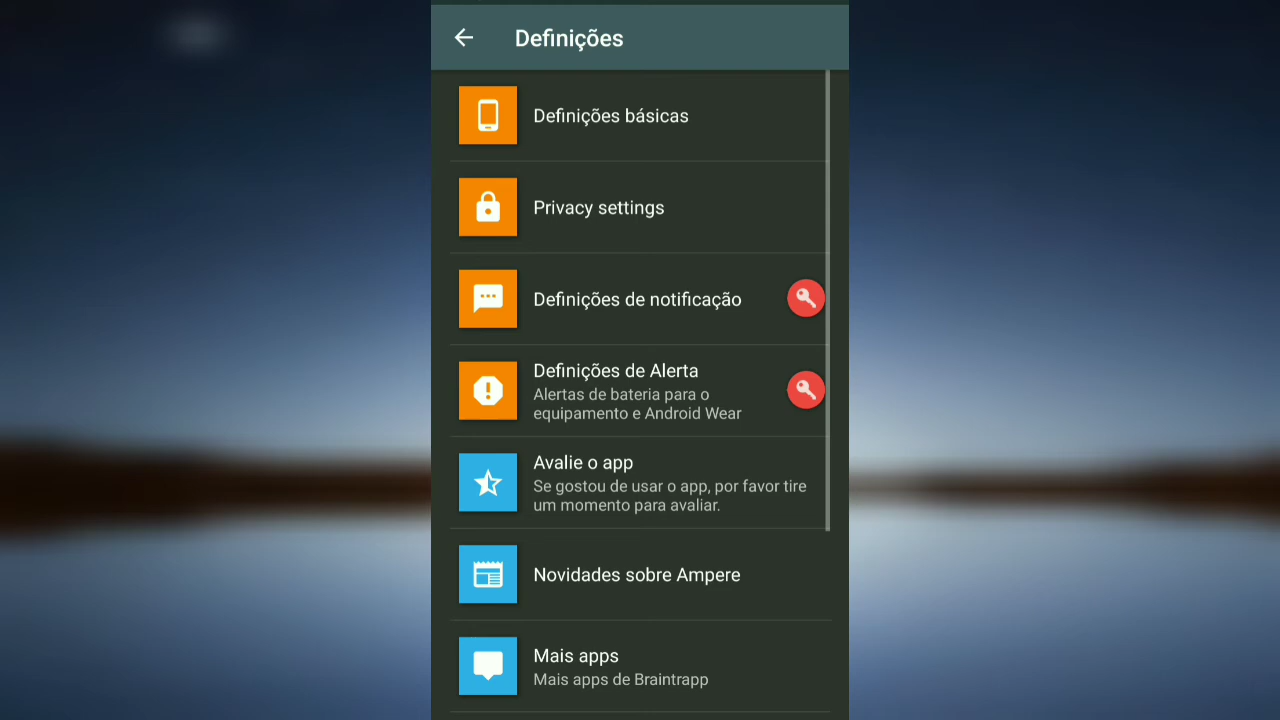 Definições
Definições básicas
Privacy settings
Definições de notificação
Definições de Alerta
Alertas de bateria para o
equipamento e Android Wear
Avalie o app
Se gostou de usar o app, por favor tire
um momento para avaliar.
Novidades sobre Ampere
Mais apps
Mais apps de Braintrapp